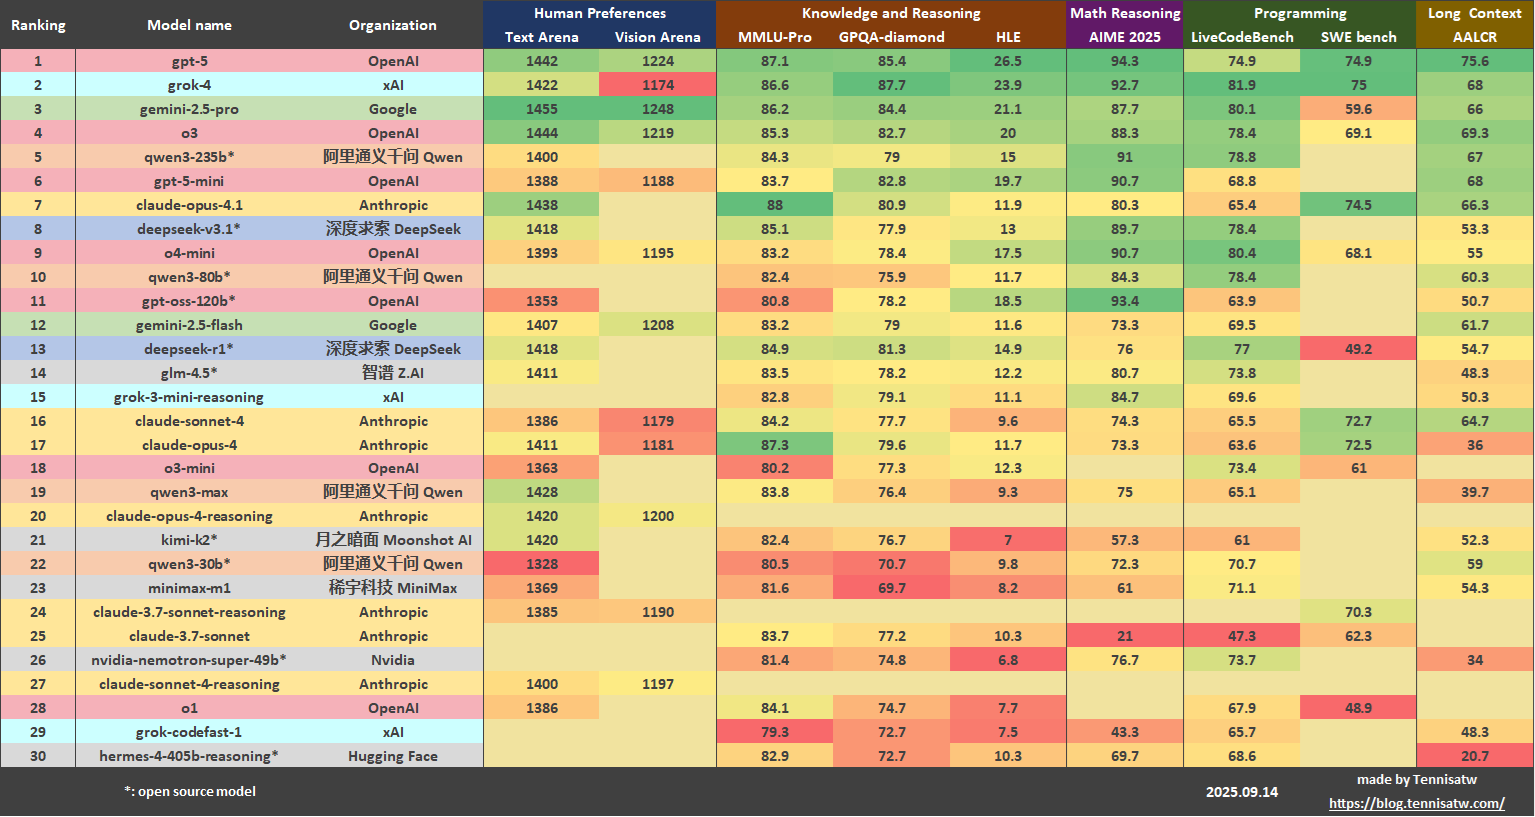 Ranking Model name Organization Human Preferences Knowledge and Reasoning Math Reasoning Programming Long Context
Text Arena Vision Arena MMLU-Pro GPQA-diamond HLE AIME 2025 LiveCodeBench SWE bench AALCR
1 gpt-5 OpenAI 1442 1224 87.1 85.4 26.5 94.3 74.9 74.9 75.6
2 grok-4 xAI 1422 1174 86.6 87.7 23.9 92.7 81.9 75 68
3 gemini-2.5-pro Google 1455 1248 86.2 84.4 21.1 87.7 80.1 59.6 66
4 o3 OpenAI 1444 1219 85.3 82.7 20 88.3 78.4 69.1 69.3
5 qwen3-235b* 阿里通义千问 Qwen 1400 84.3 79 15 91 78.8 67
6 gpt-5-mini OpenAI 1388 1188 83.7 82.8 19.7 90.7 68.8 68
7 claude-opus-4.1 Anthropic 1438 88 80.9 11.9 80.3 65.4 74.5 66.3
8 deepseek-v3.1* 深度求索 DeepSeek 1418 85.1 77.9 13 89.7 78.4 53.3
9 o4-mini OpenAI 1393 1195 83.2 78.4 17.5 90.7 80.4 68.1 55
10 qwen3-80b* 阿里通义千问 Qwen 82.4 75.9 11.7 84.3 78.4 60.3
11 gpt-oss-120b* OpenAI 1353 80.8 78.2 18.5 93.4 63.9 50.7
12 gemini-2.5-flash Google 1407 1208 83.2 79 11.6 73.3 69.5 61.7
13 deepseek-r1* 深度求索 DeepSeek 1418 84.9 81.3 14.9 76 77 49.2 54.7
14 glm-4.5* 智谱 Z.AI 1411 83.5 78.2 12.2 80.7 73.8 48.3
15 grok-3-mini-reasoning xAI 82.8 79.1 11.1 84.7 69.6 50.3
16 claude-sonnet-4 Anthropic 1386 1179 84.2 77.7 9.6 74.3 65.5 72.7 64.7
17 claude-opus-4 Anthropic 1411 1181 87.3 79.6 11.7 73.3 63.6 72.5 36
18 o3-mini OpenAI 1363 80.2 77.3 12.3 73.4 61
19 qwen3-max 阿里通义千问 Qwen 1428 83.8 76.4 9.3 75 65.1 39.7
20 claude-opus-4-reasoning Anthropic 1420 1200
21 kimi-k2* 月之暗面 Moonshot AI 1420 82.4 76.7 7 57.3 61 52.3
22 qwen3-30b* 阿里通义千问 Qwen 1328 80.5 70.7 9.8 72.3 70.7 59
23 minimax-m1 稀宇科技 MiniMax 1369 81.6 69.7 8.2 61 71.1 54.3
24 claude-3.7-sonnet-reasoning Anthropic 1385 1190 70.3
25 claude-3.7-sonnet Anthropic 83.7 77.2 10.3 21 47.3 62.3
26 nvidia-nemotron-super-49b* Nvidia 81.4 74.8 6.8 76.7 73.7 34
27 claude-sonnet-4-reasoning Anthropic 1400 1197
28 o1 OpenAI 1386 84.1 74.7 7.7 67.9 48.9
29 grok-codefast-1 xAI 79.3 72.7 7.5 43.3 65.7 48.3
30 hermes-4-405b-reasoning* Hugging Face 82.9 72.7 10.3 69.7 68.6 20.7
*: open source model 2025.09.14 made by Tennisatw
https://blog.tennisatw.com/